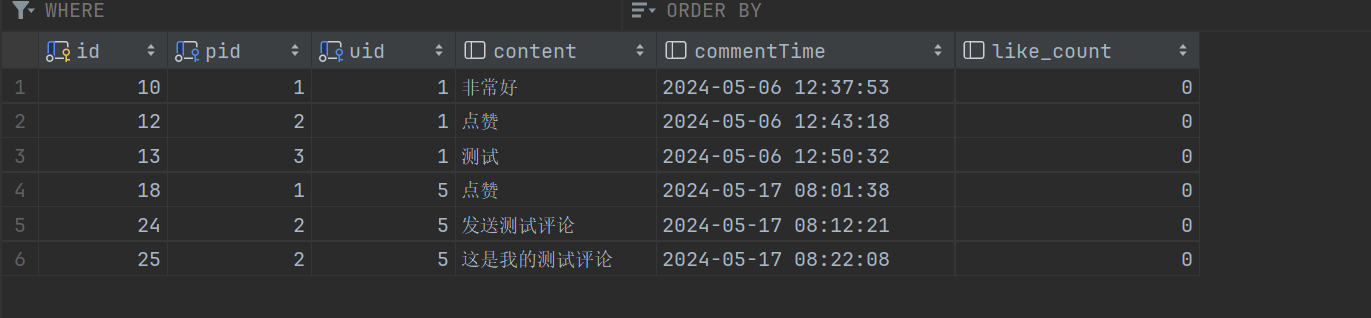 WHERE ORDER BY
id pid uid content commentTime like_count
1 10 1 1 非常好 2024-05-06 12:37:53 0
2 12 2 1 点赞 2024-05-06 12:43:18 0
3 13 3 1 测试 2024-05-06 12:50:32 0
4 18 1 5 点赞 2024-05-17 08:01:38 0
5 24 2 5 发送测试评论 2024-05-17 08:12:21 0
6 25 2 5 这是我的测试评论 2024-05-17 08:22:08 0